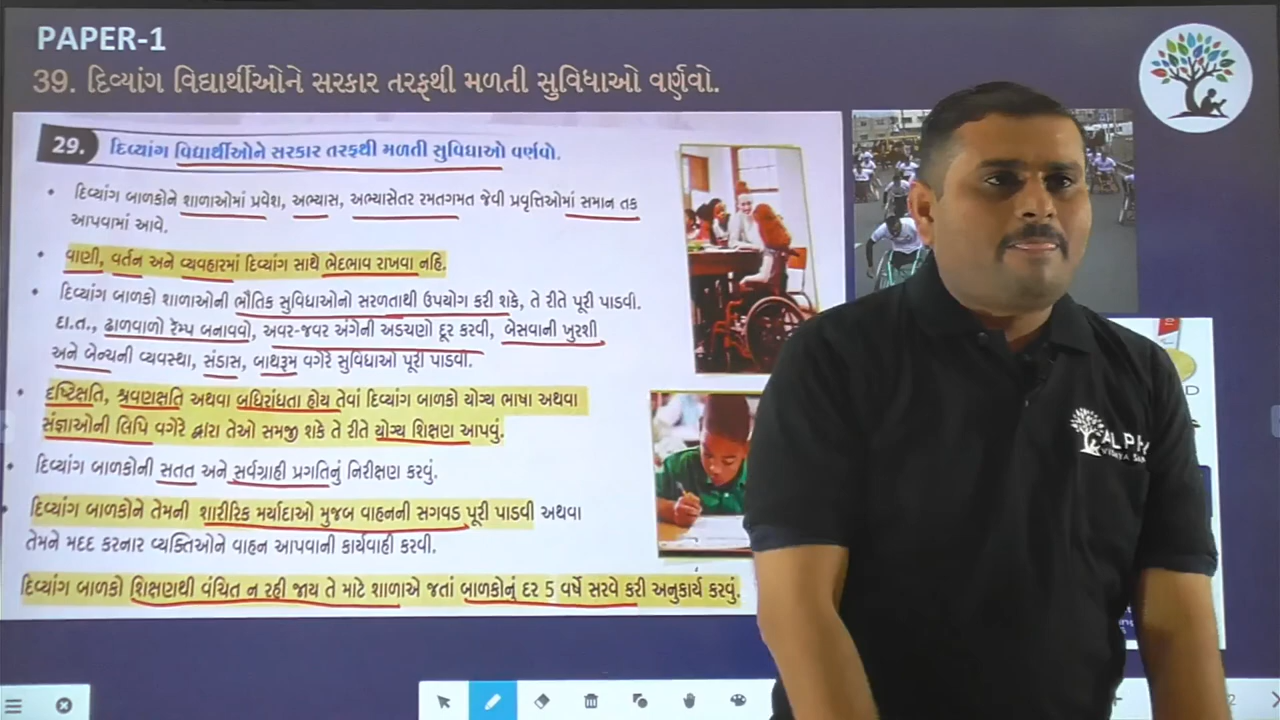 PAPER-1
39. દિવ્યાંગ વિદ્યાર્થીઓને સરકાર તરફથી મળતી સુવિધાઓ વર્ણવો.
29. દિવ્યાંગ વિદ્યાર્થીઓને સરકાર તરફથી મળતી સુવિધાઓ વર્ણવો.
• દિવ્યાંગ બાળકોને શાળાઓમાં પ્રવેશ, અભ્યાસ, અભ્યાસેતર રમતગમત જેવી પ્રવૃત્તિઓમાં સમાન તક
આપવામાં આવે.
• વાણી, વર્તન અને વ્યવહારમાં દિવ્યાંગ સાથે ભેદભાવ રાખવા નહિ.
• દિવ્યાંગ બાળકો શાળાઓની ભૌતિક સુવિધાઓનો સરળતાથી ઉપયોગ કરી શકે, તે રીતે પૂરી પાડવી.
દા.ત., ઢાળવાળો રૅમ્પ બનાવવો, અવર-જવર અંગેની અડચણો દૂર કરવી, બેસવાની ખુરશી
અને બેન્ચની વ્યવસ્થા, સંડાસ, બાથરૂમ વગેરે સુવિધાઓ પૂરી પાડવી.
• દૃષ્ટિક્ષતિ, શ્રવણક્ષતિ અથવા બધિરાંધતા હોય તેવાં દિવ્યાંગ બાળકો યોગ્ય ભાષા અથવા
સંજ્ઞાઓની લિપિ વગેરે દ્વારા તેઓ સમજી શકે તે રીતે યોગ્ય શિક્ષણ આપવું.
• દિવ્યાંગ બાળકોની સતત અને સર્વગ્રાહી પ્રગતિનું નિરીક્ષણ કરવું.
• દિવ્યાંગ બાળકોને તેમની શારીરિક મર્યાદાઓ મુજબ વાહનની સગવડ પૂરી પાડવી અથવા
તેમને મદદ કરનાર વ્યક્તિઓને વાહન આપવાની કાર્યવાહી કરવી.
દિવ્યાંગ બાળકો શિક્ષણથી વંચિત ન રહી જાય તે માટે શાળાએ જતાં બાળકોનું દર 5 વર્ષે સરવે કરી અનુકાર્ય કરવું.